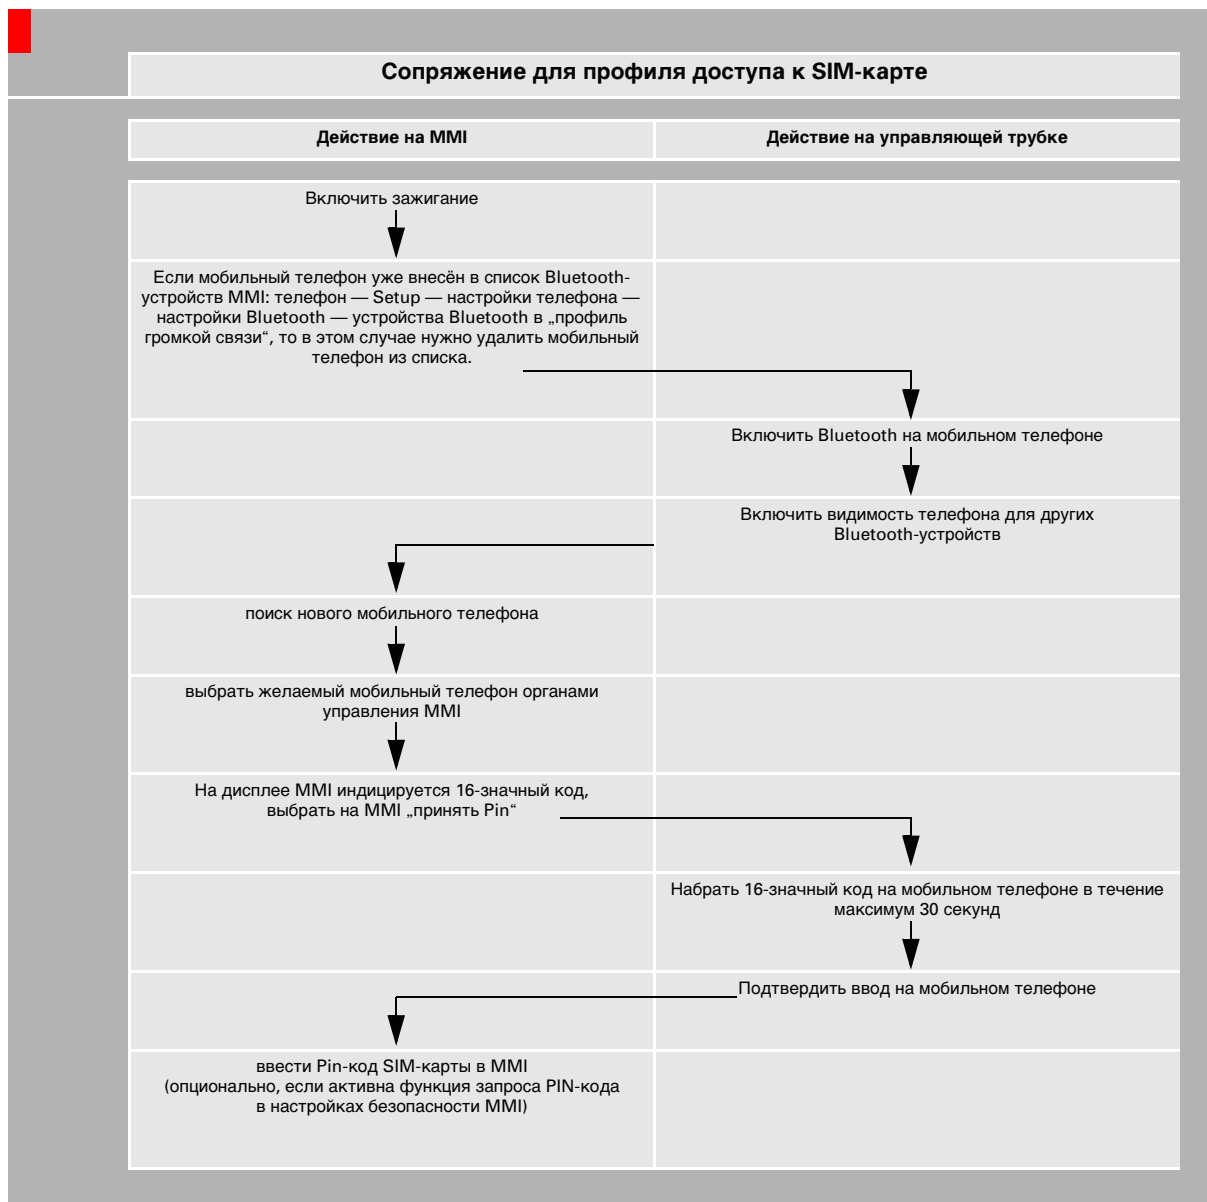 Сопряжение для профиля доступа к SIM-карте
Действие на MMI
Действие на управляющей трубке
Включить зажигание
Если мобильный телефон уже внесён в список Bluetooth-
устройств MMI: телефон — Setup — настройки телефона —
настройки Bluetooth — устройства Bluetooth в „профиль
громкой связи“, то в этом случае нужно удалить мобильный
телефон из списка.
Включить Bluetooth на мобильном телефоне
Включить видимость телефона для других
Bluetooth-устройств
поиск нового мобильного телефона
выбрать желаемый мобильный телефон органами
управления MMI
На дисплее MMI индицируется 16-значный код,
выбрать на MMI „принять Pin“
Набрать 16-значный код на мобильном телефоне в течение
максимум 30 секунд
Подтвердить ввод на мобильном телефоне
ввести Pin-код SIM-карты в MMI
(опционально, если активна функция запроса PIN-кода
в настройках безопасности MMI)